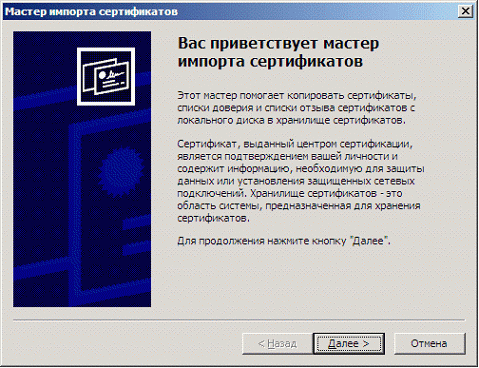 Мастер импорта сертификатов
Вас приветствует мастер
импорта сертификатов
Этот мастер помогает копировать сертификаты,
списки доверия и списки отзыва сертификатов с
локального диска в хранилище сертификатов.
Сертификат, выданный центром сертификации,
является подтверждением вашей личности и
содержит информацию, необходимую для защиты
данных или установления защищенных сетевых
подключений. Хранилище сертификатов - это
область системы, предназначенная для хранения
сертификатов.
Для продолжения нажмите кнопку "Далее".
< Назад
Далее >
Отмена